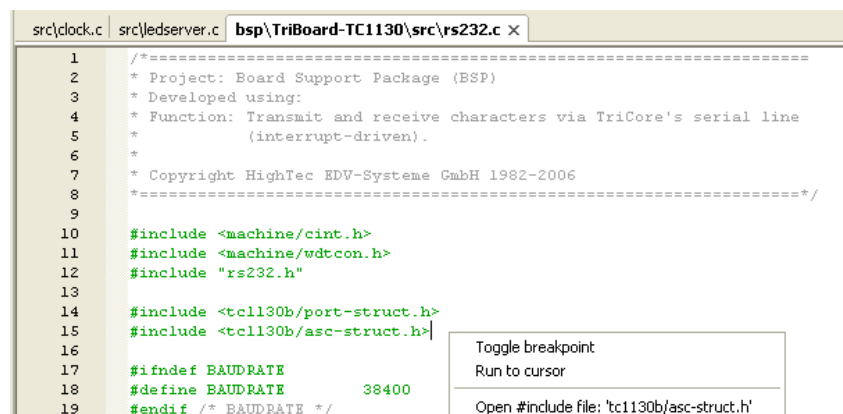 src\clock.c src\ledserver.c bsp\TriBoard-TC1130\src\rs232.c ×
1 /*====================================================================
2 * Project: Board Support Package (BSP)
3 * Developed using:
4 * Function: Transmit and receive characters via TriCore's serial line
5 * (interrupt-driven).
6 *
7 * Copyright HighTec EDV-Systeme GmbH 1982-2006
8 *====================================================================*/
9
10 #include <machine/cint.h>
11 #include <machine/wdtcon.h>
12 #include "rs232.h"
13
14 #include <tc1130b/port-struct.h>
15 #include <tc1130b/asc-struct.h>
16
Toggle breakpoint
17 #ifndef BAUDRATE
Run to cursor
18 #define BAUDRATE 38400
19 #endif /* BAUDRATE */
Open #include file: 'tc1130b/asc-struct.h'